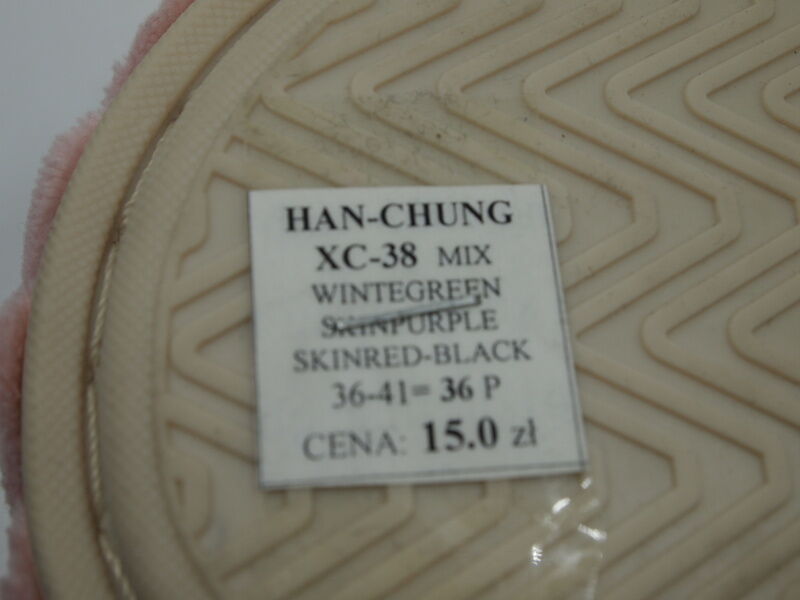 HAN-CHUNG
XC-38 MIX
WINTEGREEN
SKINPURPLE
SKINRED-BLACK
36-41= 36 P
CENA: 15.0 zł